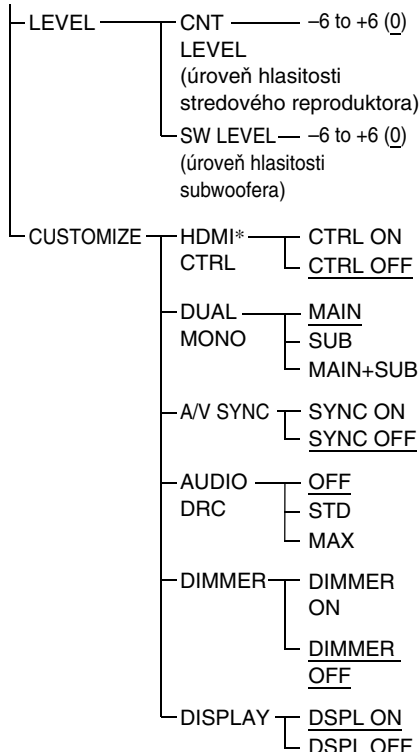 LEVEL CNT –6 to +6 (0)
LEVEL
(úroveň hlasitosti
stredového reproduktora)
SW LEVEL –6 to +6 (0)
(úroveň hlasitosti
subwoofera)
CUSTOMIZE HDMI* CTRL ON
CTRL CTRL OFF
DUAL MAIN
MONO SUB
MAIN+SUB
A/V SYNC SYNC ON
SYNC OFF
AUDIO OFF
DRC STD
MAX
DIMMER DIMMER
ON
DIMMER
OFF
DISPLAY DSPL ON
DSPL OFF